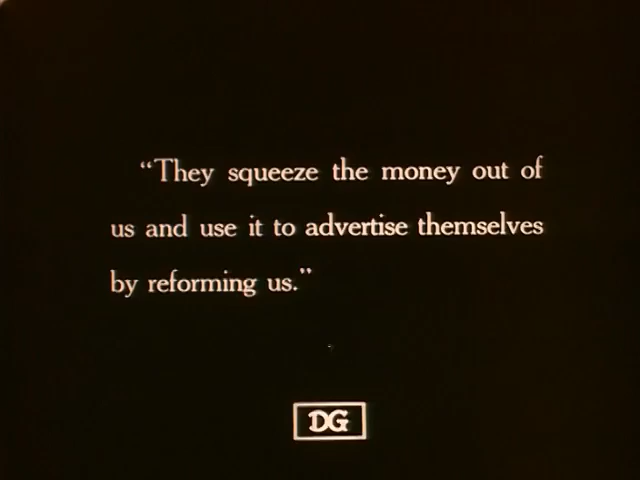 “They squeeze the money out of
us and use it to advertise themselves
by reforming us.”
DG